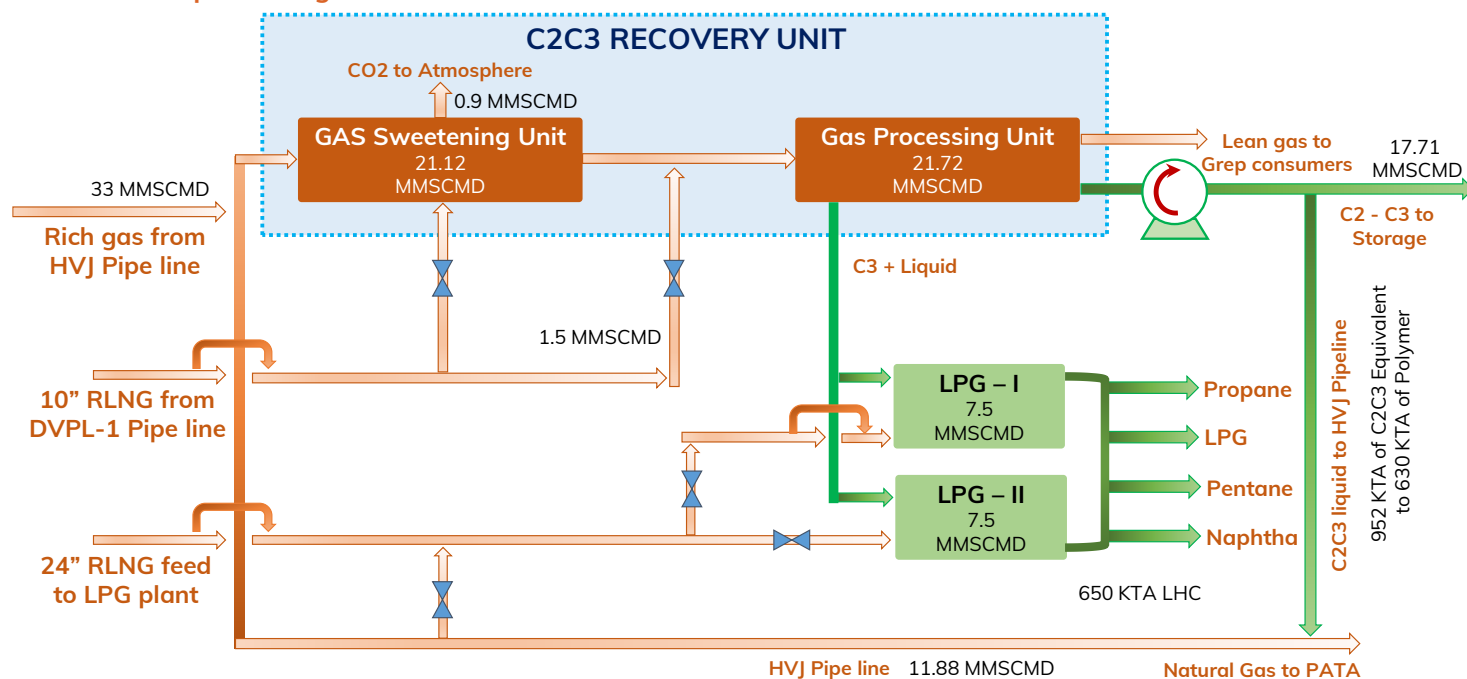 C2C3 RECOVERY UNIT
CO2 to Atmosphere
0.9 MMSCMD
GAS Sweetening Unit
21.12
MMSCMD
Gas Processing Unit
21.72
MMSCMD
Lean gas to
Grep consumers
17.71
MMSCMD
33 MMSCMD
Rich gas from
HVJ Pipe line
C2 - C3 to
Storage
C3 + Liquid
1.5 MMSCMD
10” RLNG from
DVPL-1 Pipe line
LPG – I
7.5
MMSCMD
Propane
LPG
Pentane
Naphtha
LPG – II
7.5
MMSCMD
C2C3 liquid to HVJ Pipeline
952 KTA of C2C3 Equivalent
to 630 KTA of Polymer
24” RLNG feed
to LPG plant
650 KTA LHC
HVJ Pipe line
11.88 MMSCMD
Natural Gas to PATA